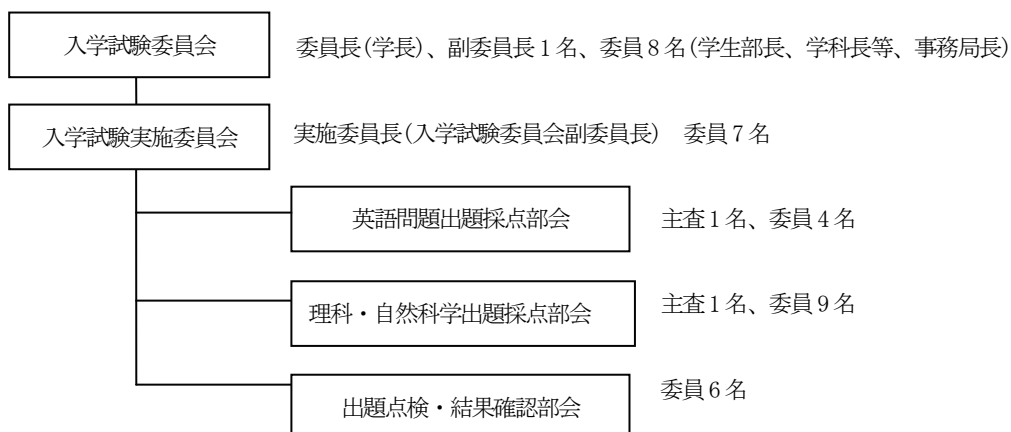 入学試験委員会 委員長(学長)、副委員長1名、委員8名(学生部長、学科長等、事務局長)
入学試験実施委員会 実施委員長(入学試験委員会副委員長) 委員7名
英語問題出題採点部会 主査1名、委員4名
理科・自然科学出題採点部会 主査1名、委員9名
出題点検・結果確認部会 委員6名